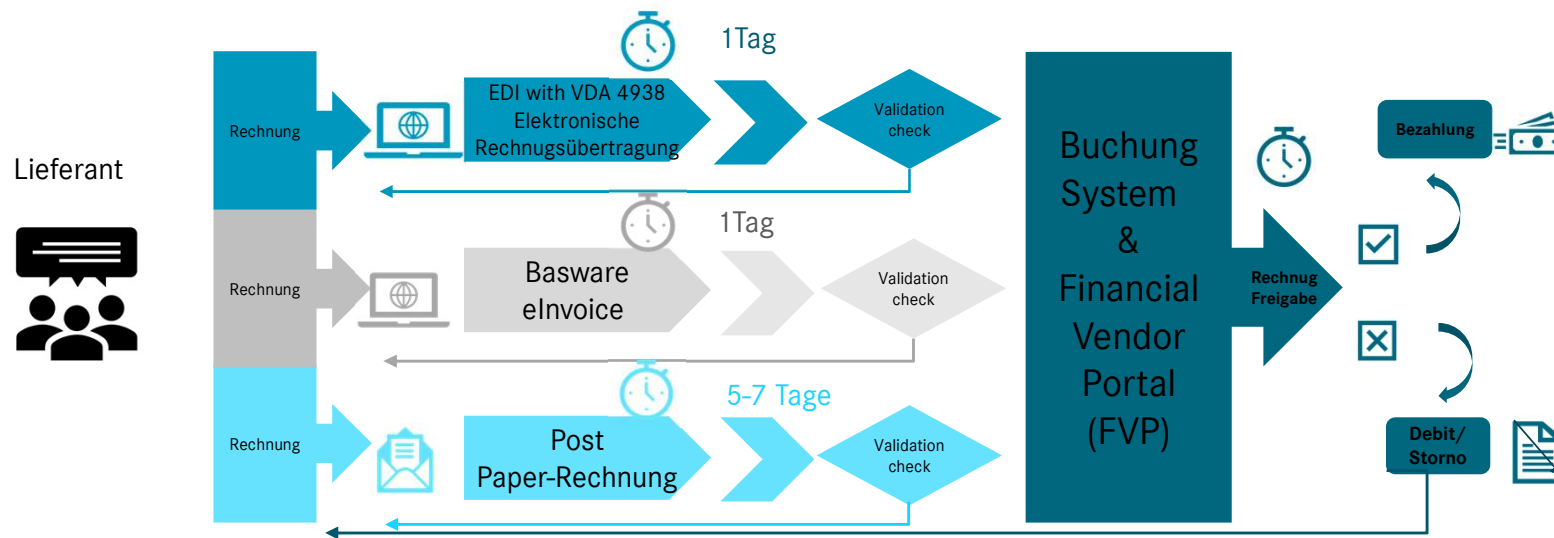 Lieferant
Rechnung
EDI with VDA 4938
Elektronische
Rechnugsübertragung
1Tag
Validation
check
Rechnung
Basware
eInvoice
1Tag
Validation
check
Rechnung
Post
Paper-Rechnung
5-7 Tage
Validation
check
Buchung
System
&
Financial
Vendor
Portal
(FVP)
Rechnug
Freigabe
Bezahlung
Debit/
Storno